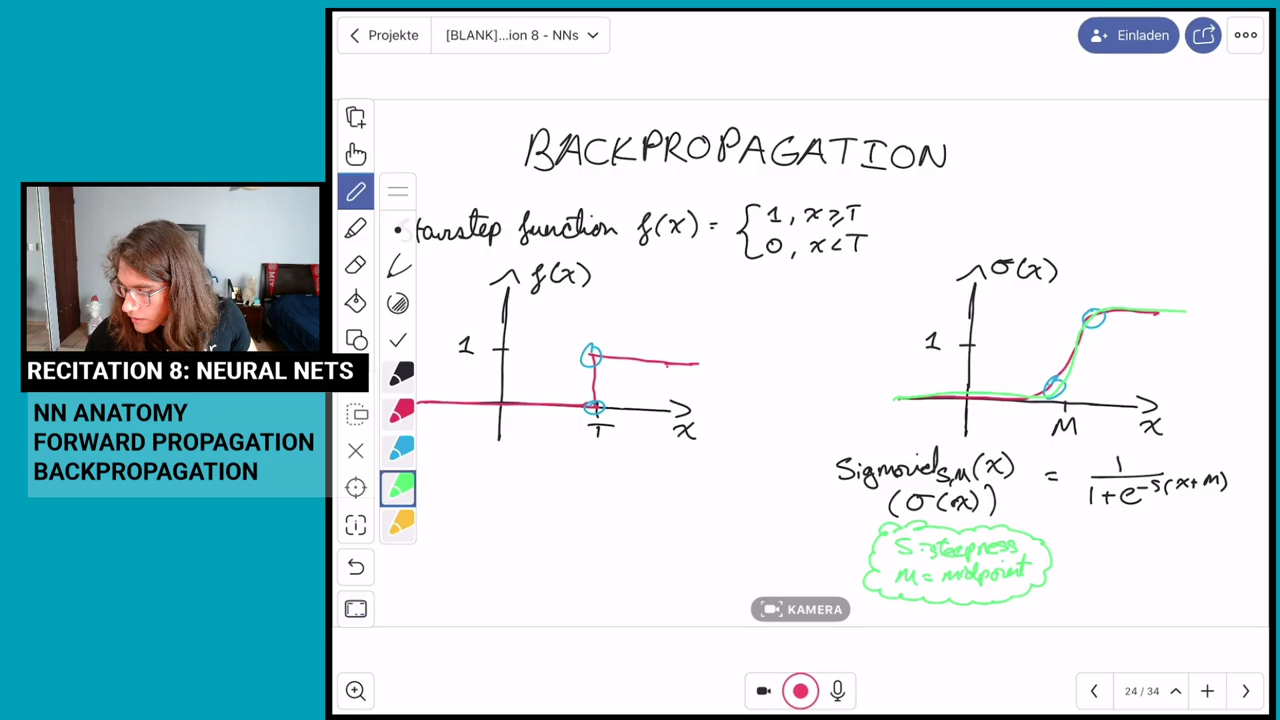 Projekte
[BLANK]...ion 8 - NNs
Einladen
BACKPROPAGATION
• Stairstep function f(x) = { 1, x ≥ T
0, x < T
f(x)
1
T
x
σ(x)
1
M
x
Sigmoid S,M (x) = 1 / 1+e^-S(x+M)
(σ(x))
S = steepness
M = midpoint
RECITATION 8: NEURAL NETS
NN ANATOMY
FORWARD PROPAGATION
BACKPROPAGATION
KAMERA
24 / 34